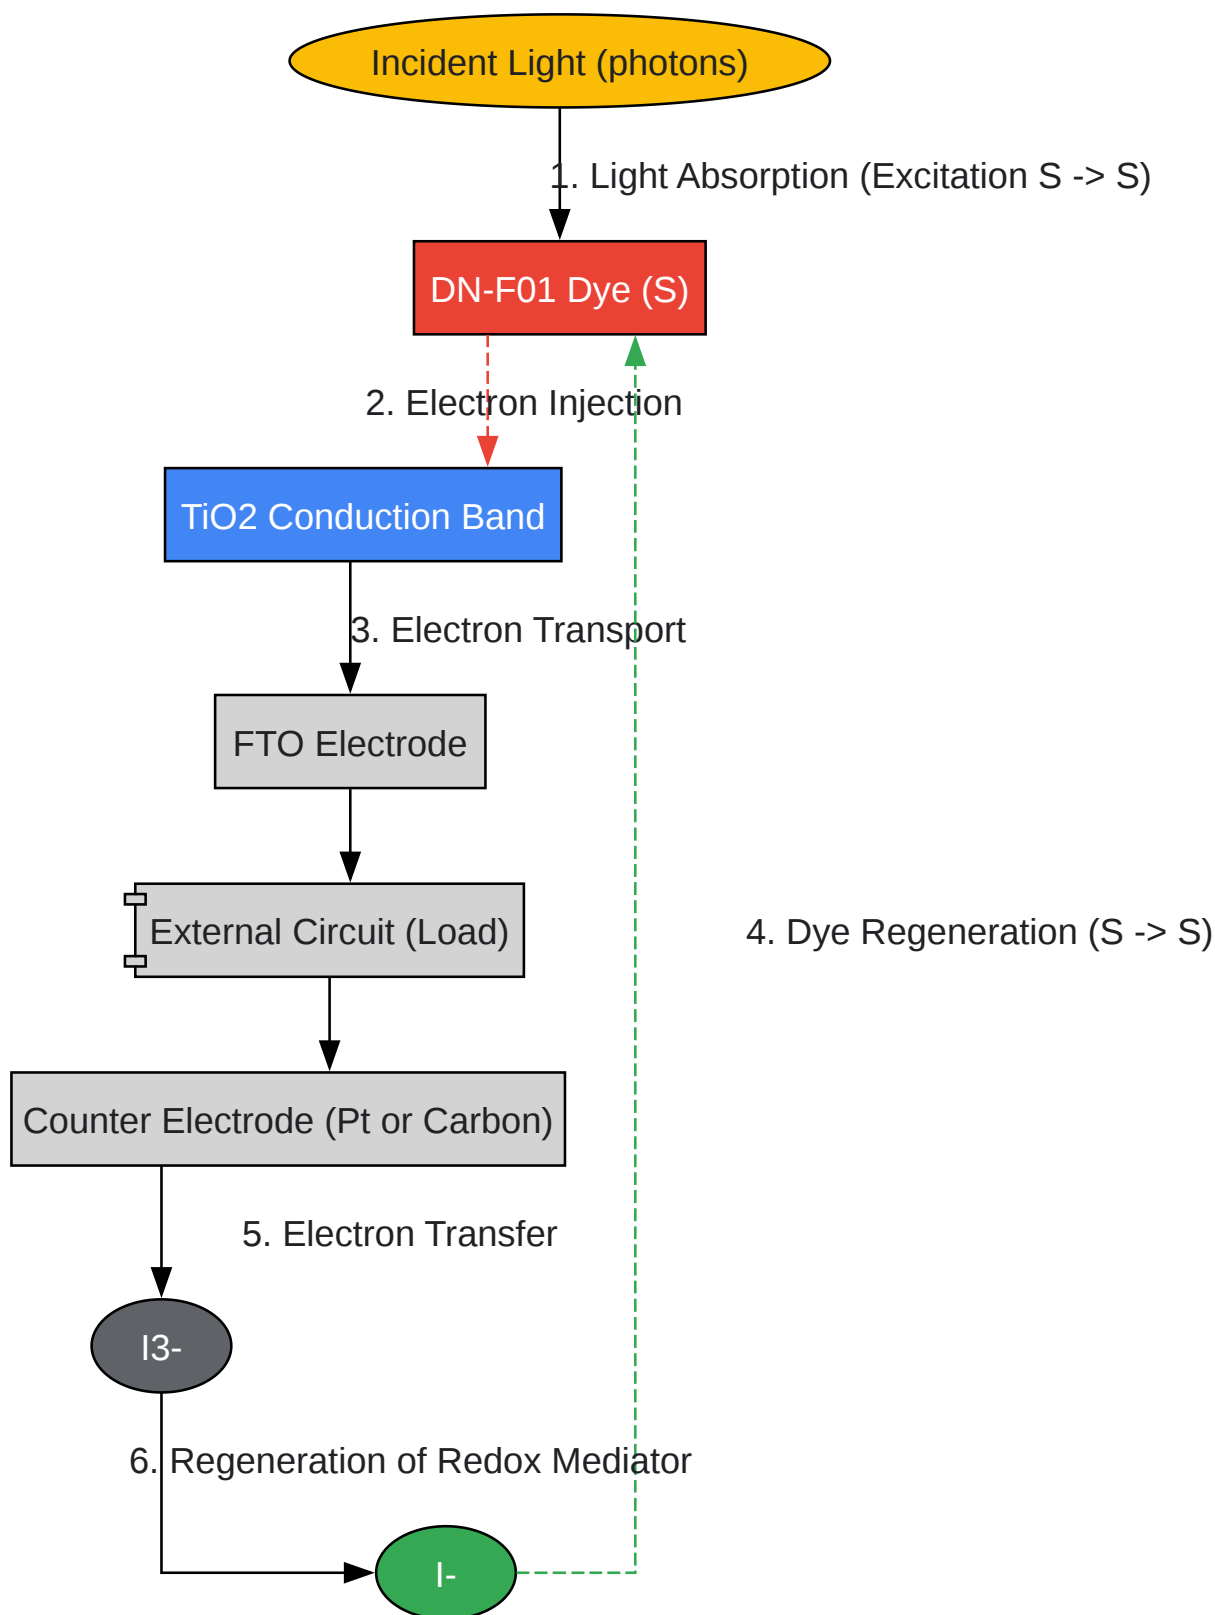 Incident Light (photons)
1. Light Absorption (Excitation S -> S)
DN-F01 Dye (S)
2. Electron Injection
TiO2 Conduction Band
3. Electron Transport
FTO Electrode
External Circuit (Load)
4. Dye Regeneration (S -> S)
Counter Electrode (Pt or Carbon)
5. Electron Transfer
I3-
6. Regeneration of Redox Mediator
I-